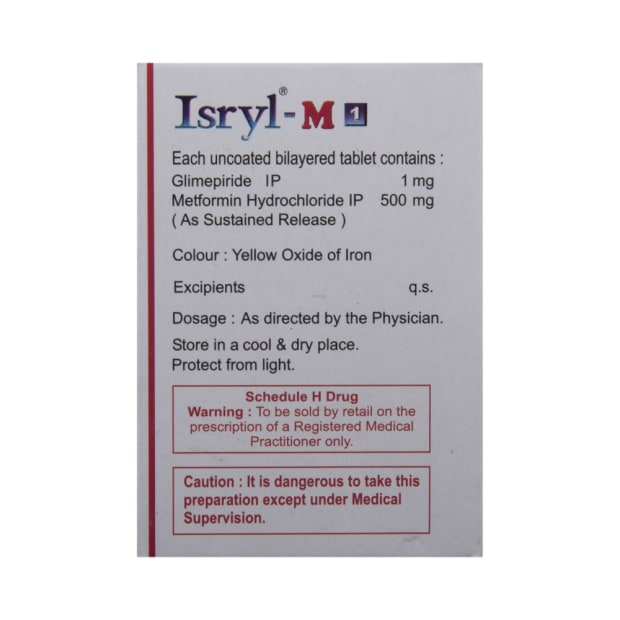 Isryl®-M 1
Each uncoated bilayered tablet contains :
Glimepiride IP 1 mg
Metformin Hydrochloride IP 500 mg
( As Sustained Release )
Colour : Yellow Oxide of Iron
Excipients q.s.
Dosage : As directed by the Physician.
Store in a cool & dry place.
Protect from light.
Schedule H Drug
Warning : To be sold by retail on the
prescription of a Registered Medical
Practitioner only.
Caution : It is dangerous to take this
preparation except under Medical
Supervision.